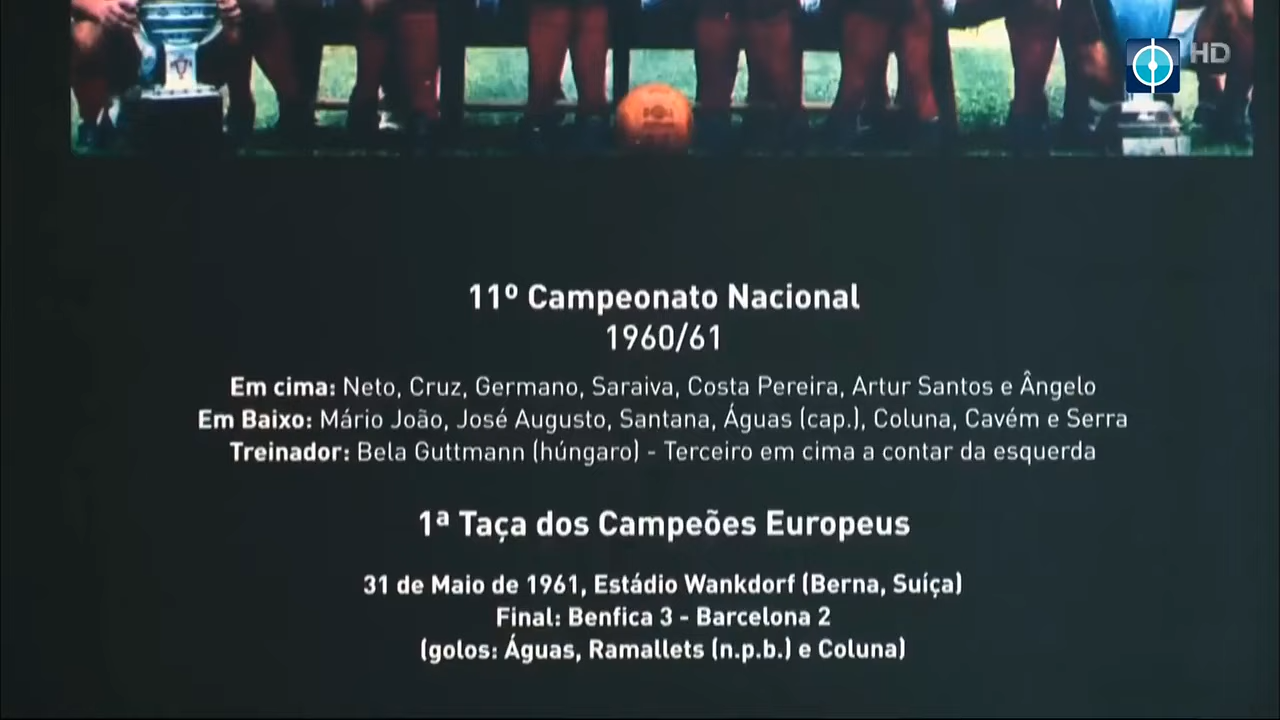 HD
11º Campeonato Nacional
1960/61
Em cima: Neto, Cruz, Germano, Saraiva, Costa Pereira, Artur Santos e Ângelo
Em Baixo: Mário João, José Augusto, Santana, Águas (cap.), Coluna, Cavém e Serra
Treinador: Bela Guttmann (húngaro) - Terceiro em cima a contar da esquerda
1ª Taça dos Campeões Europeus
31 de Maio de 1961, Estádio Wankdorf (Berna, Suíça)
Final: Benfica 3 - Barcelona 2
(golos: Águas, Ramallets (n.p.b.) e Coluna)